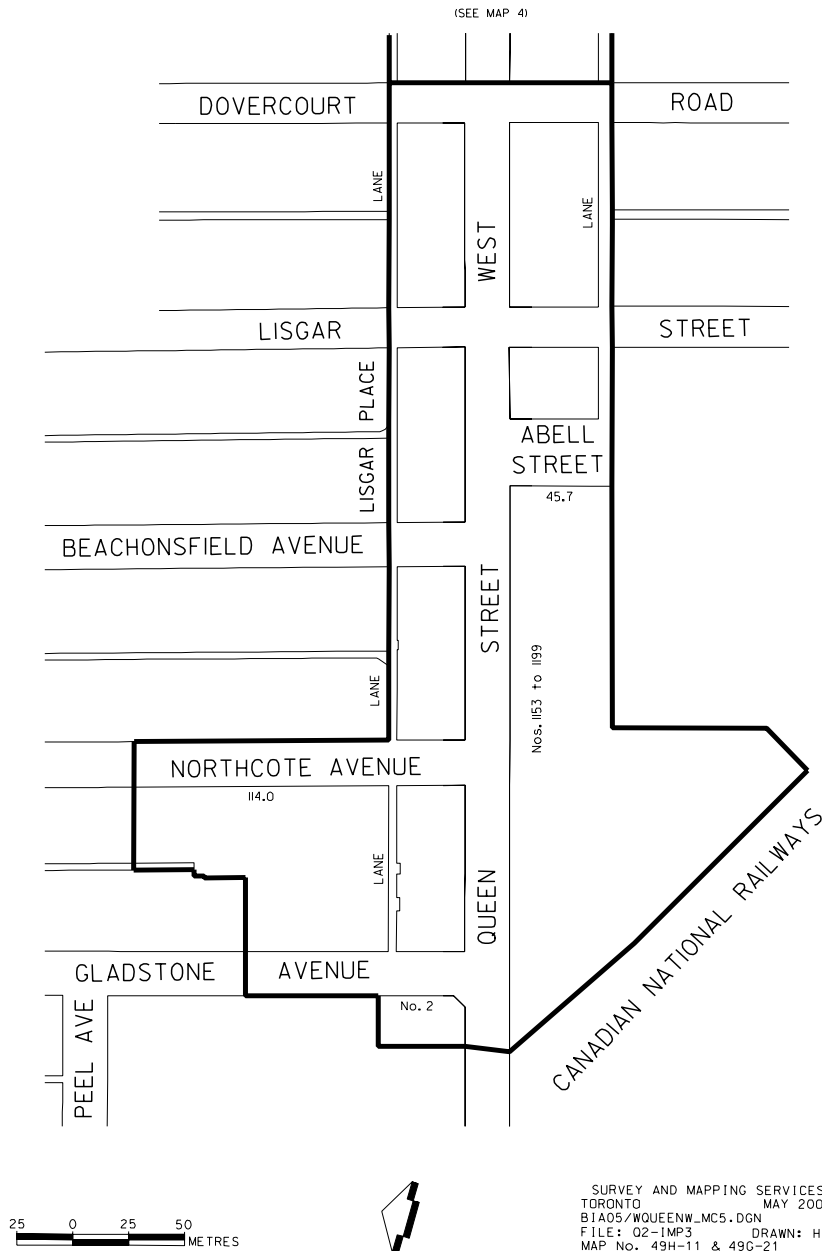 (SEE MAP 4)
DOVERCOURT ROAD
LANE
LANE
WEST
LISGAR STREET
PLACE
LISGAR
ABELL
STREET
45.7
BEACHONSFIELD AVENUE
STREET
Nos. 1153 to 1199
LANE
NORTHCOTE AVENUE
114.0
LANE
QUEEN
CANADIAN NATIONAL RAILWAYS
GLADSTONE AVENUE
No. 2
PEEL AVE
25 0 25 50
METRES
SURVEY AND MAPPING SERVICES
TORONTO MAY 200
BIA05/WQUEENW_MC5.DGN
FILE: Q2-IMP3 DRAWN: H
MAP No. 49H-11 & 49G-21